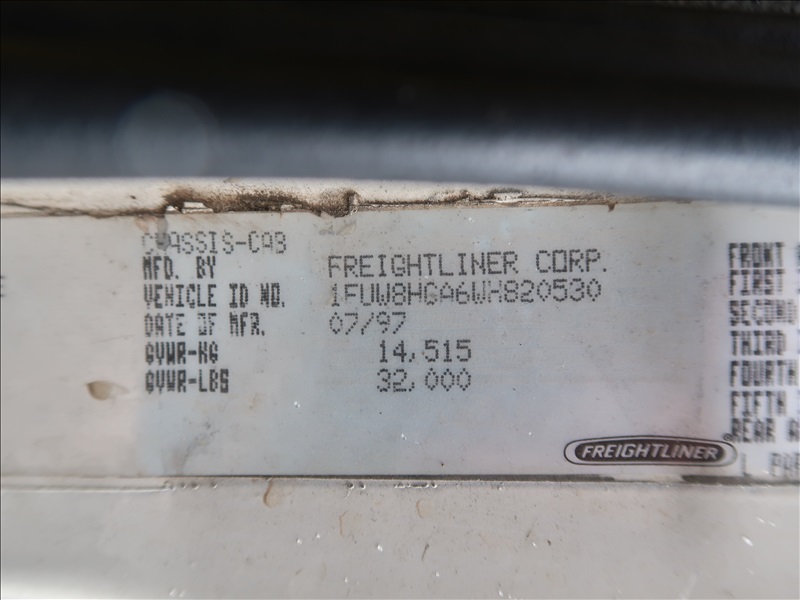 CHASSIS-CAB
MFD. BY FREIGHTLINER CORP.
VEHICLE ID NO. 1FUW8HGA6WH820530
DATE OF MFR. 07/97
GVWR-KG 14,515
GVWR-LBS 32,000
FREIGHTLINER
FRONT
FIRST
SECOND
THIRD
FOURTH
FIFTH
REAR